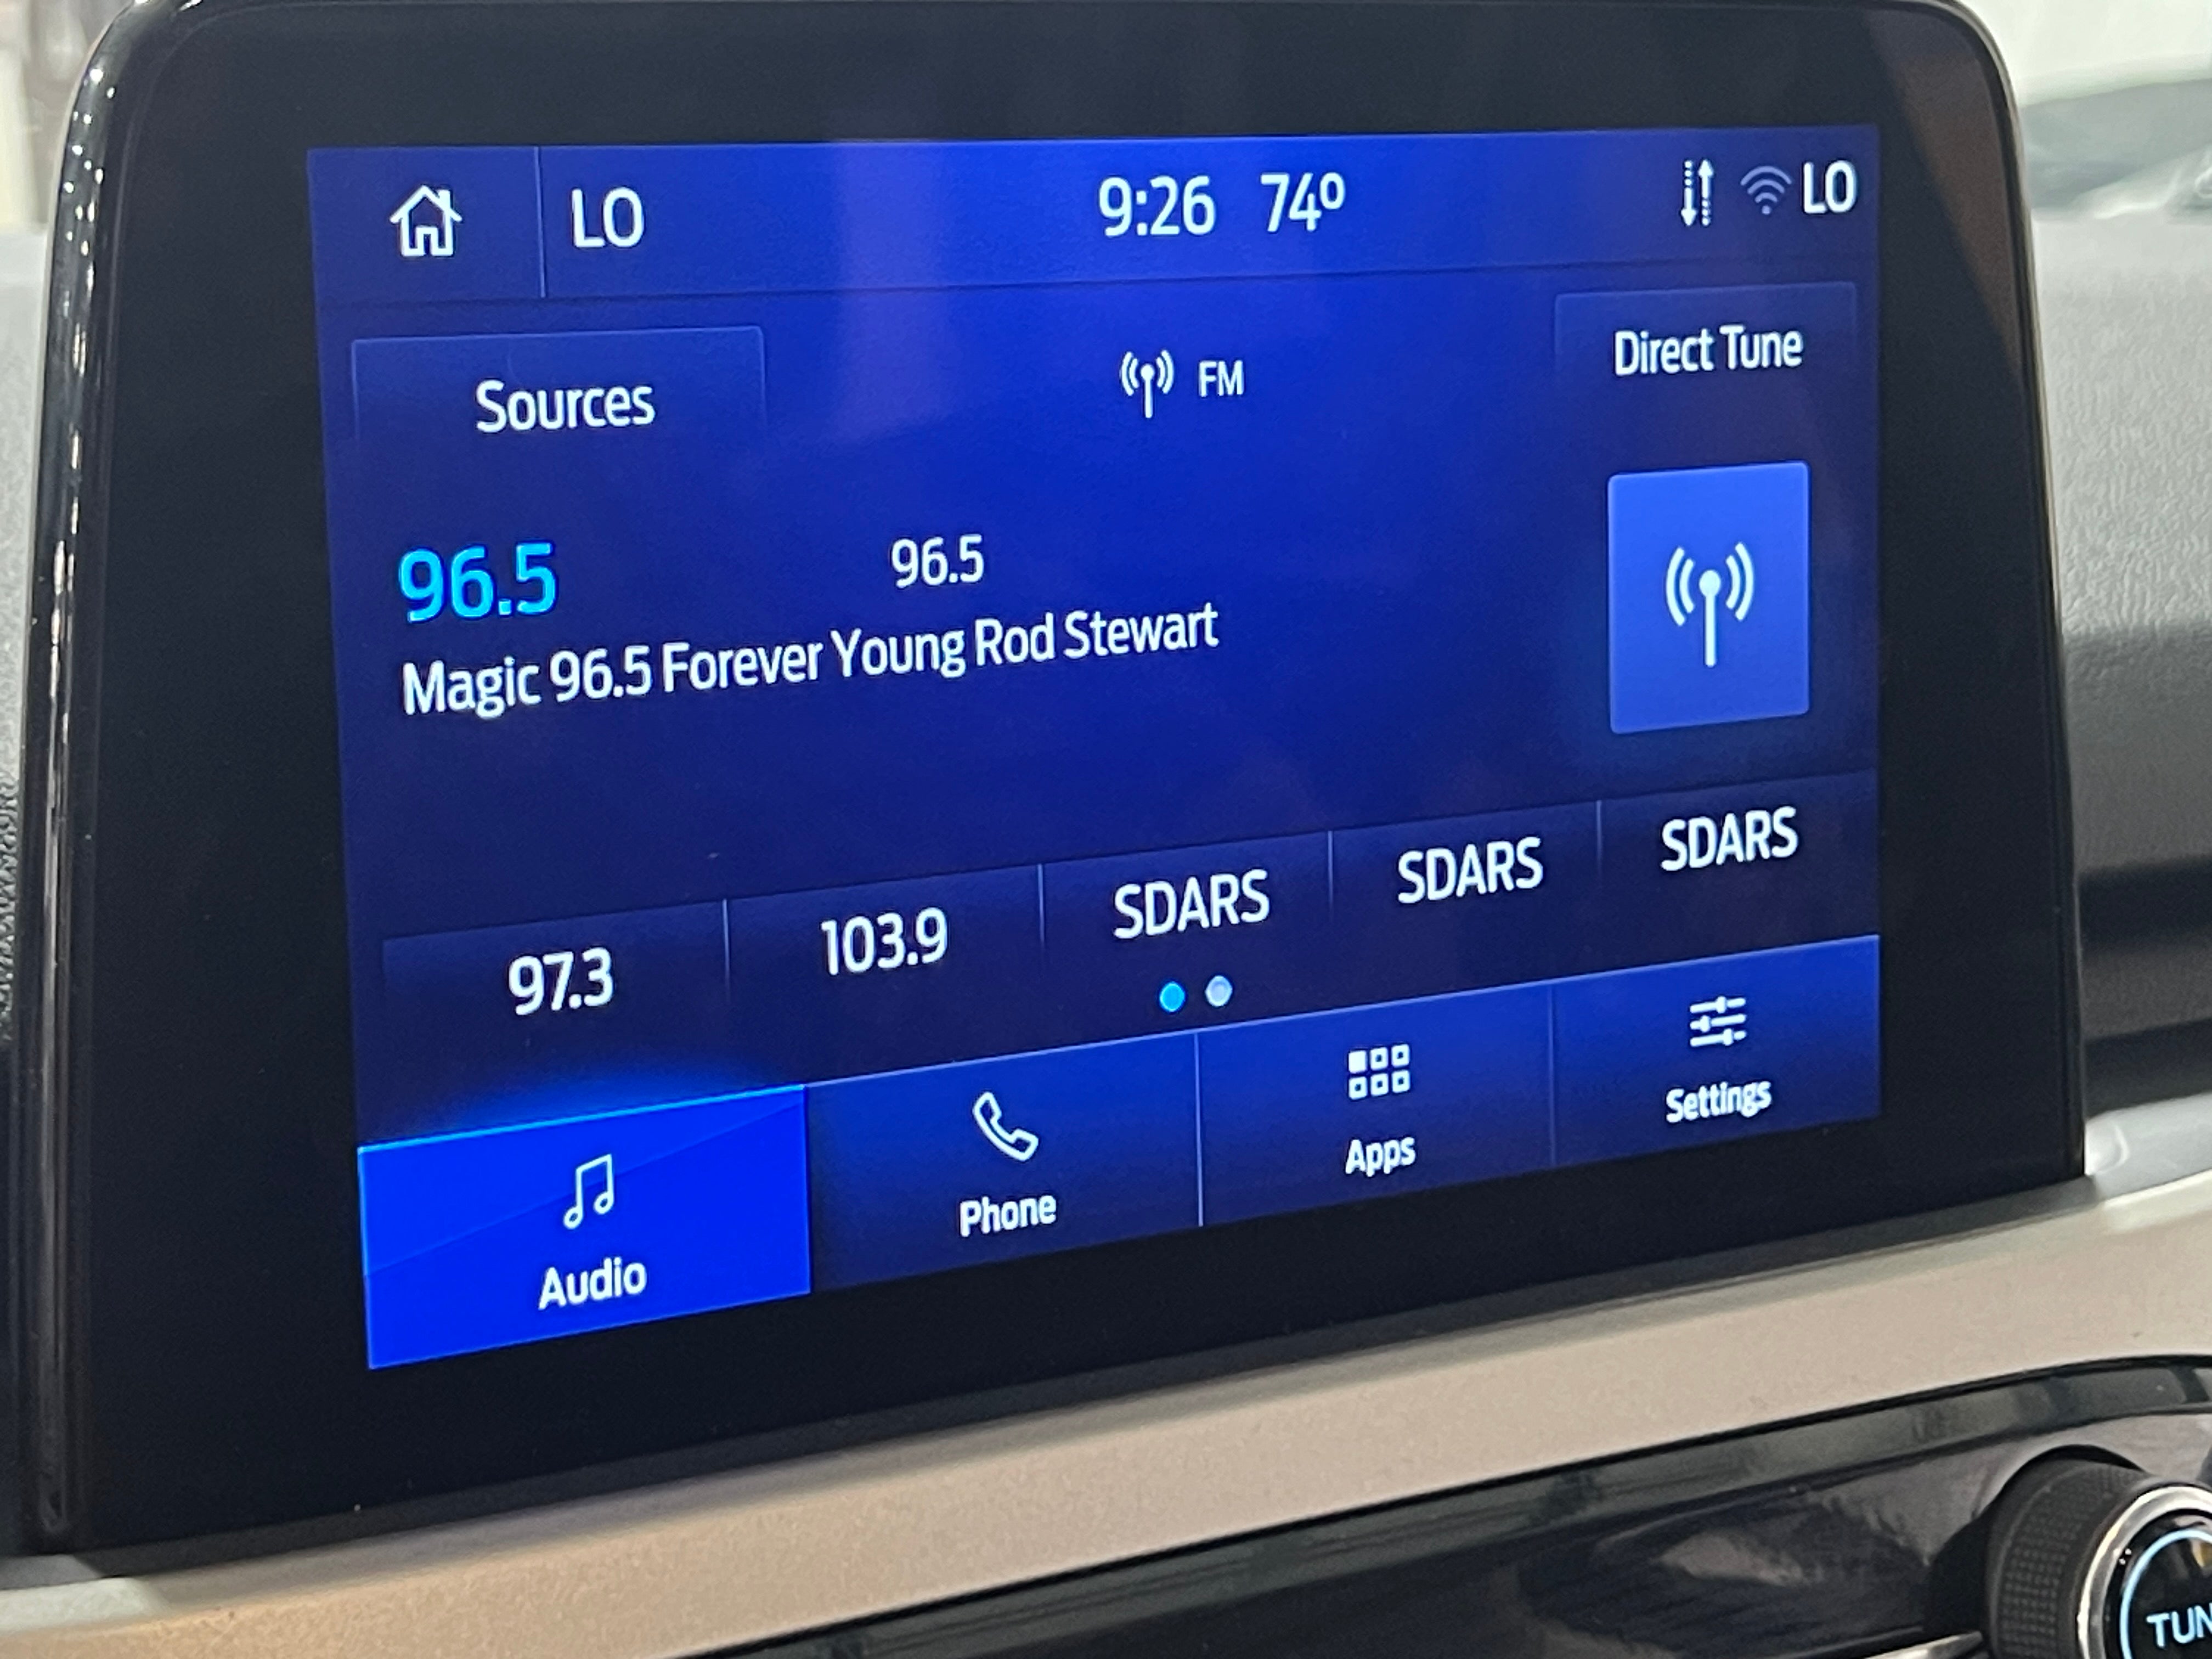 LO 9:26 74° LO
Sources FM Direct Tune
96.5 96.5
Magic 96.5 Forever Young Rod Stewart
97.3 103.9 SDARS SDARS SDARS
Audio Phone Apps Settings
TUN